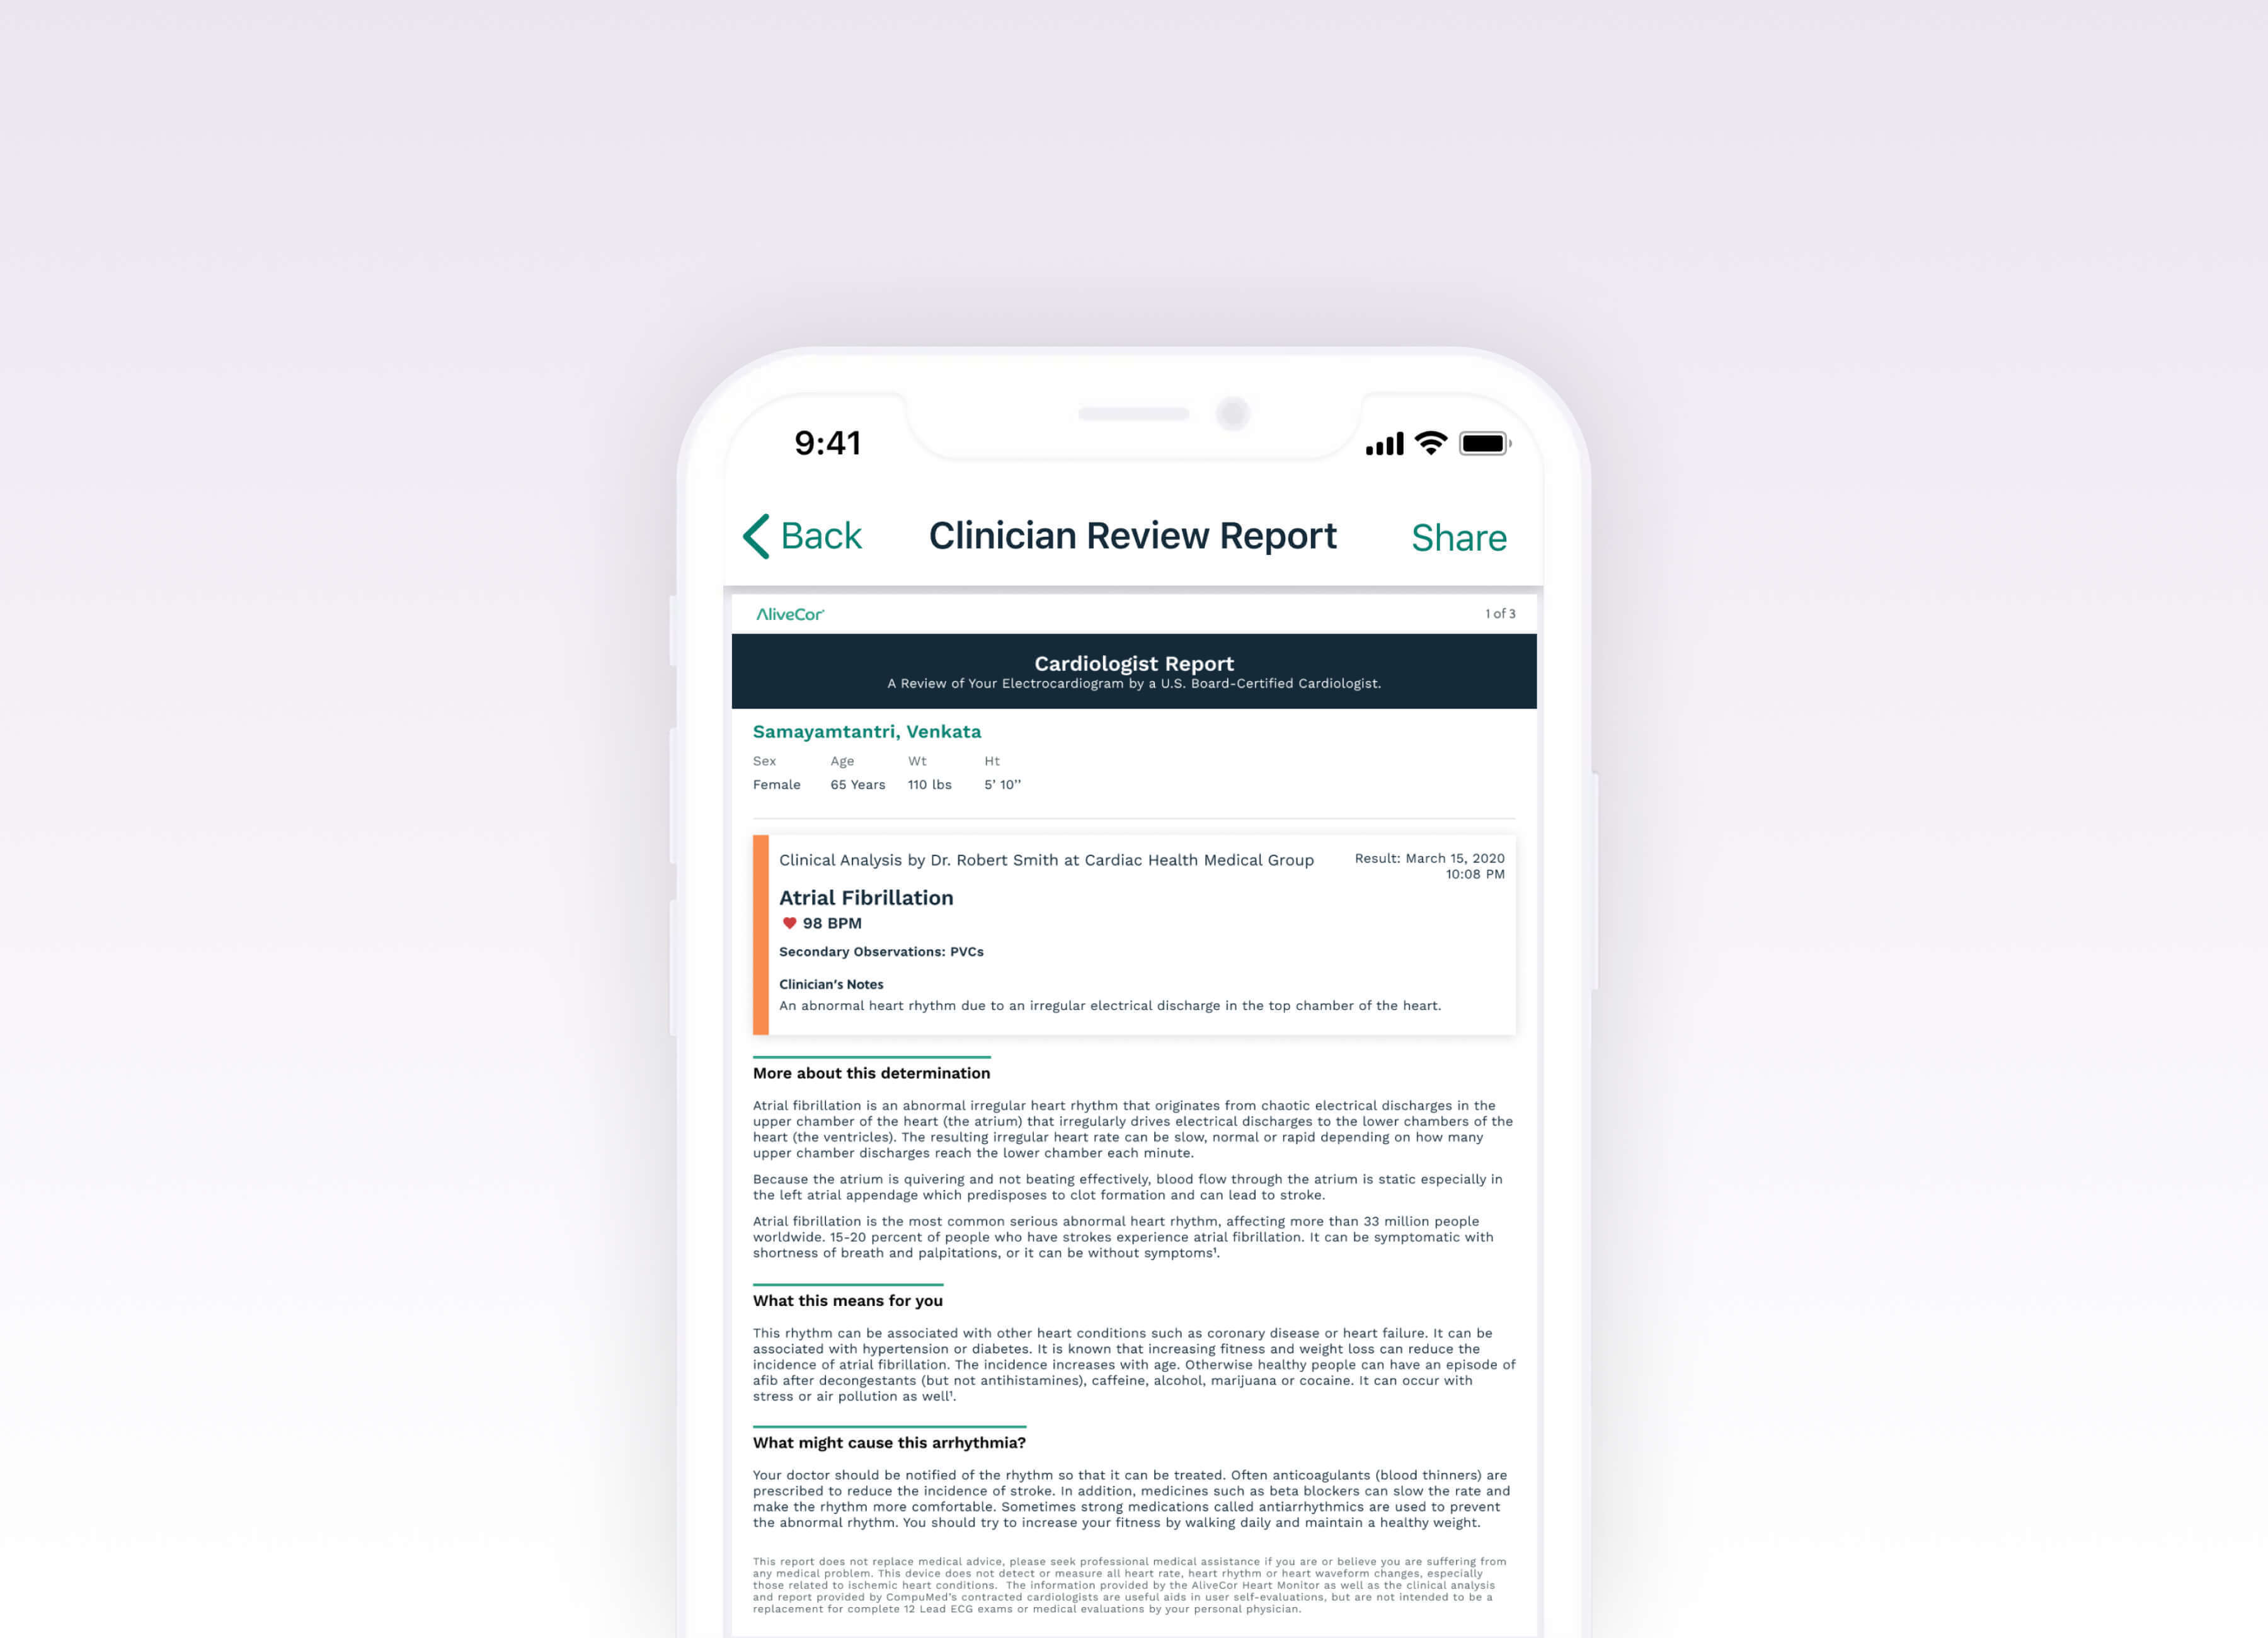 9:41
Back Clinician Review Report Share
AliveCor 1 of 3
Cardiologist Report
A Review of Your Electrocardiogram by a U.S. Board-Certified Cardiologist.
Samayamtantri, Venkata
Sex Age Wt Ht
Female 65 Years 110 lbs 5' 10''
Clinical Analysis by Dr. Robert Smith at Cardiac Health Medical Group Result: March 15, 2020
10:08 PM
Atrial Fibrillation
98 BPM
Secondary Observations: PVCs
Clinician's Notes
An abnormal heart rhythm due to an irregular electrical discharge in the top chamber of the heart.
More about this determination
Atrial fibrillation is an abnormal irregular heart rhythm that originates from chaotic electrical discharges in the
upper chamber of the heart (the atrium) that irregularly drives electrical discharges to the lower chambers of the
heart (the ventricles). The resulting irregular heart rate can be slow, normal or rapid depending on how many
upper chamber discharges reach the lower chamber each minute.
Because the atrium is quivering and not beating effectively, blood flow through the atrium is static especially in
the left atrial appendage which predisposes to clot formation and can lead to stroke.
Atrial fibrillation is the most common serious abnormal heart rhythm, affecting more than 33 million people
worldwide. 15-20 percent of people who have strokes experience atrial fibrillation. It can be symptomatic with
shortness of breath and palpitations, or it can be without symptoms¹.
What this means for you
This rhythm can be associated with other heart conditions such as coronary disease or heart failure. It can be
associated with hypertension or diabetes. It is known that increasing fitness and weight loss can reduce the
incidence of atrial fibrillation. The incidence increases with age. Otherwise healthy people can have an episode of
afib after decongestants (but not antihistamines), caffeine, alcohol, marijuana or cocaine. It can occur with
stress or air pollution as well¹.
What might cause this arrhythmia?
Your doctor should be notified of the rhythm so that it can be treated. Often anticoagulants (blood thinners) are
prescribed to reduce the incidence of stroke. In addition, medicines such as beta blockers can slow the rate and
make the rhythm more comfortable. Sometimes strong medications called antiarrhythmics are used to prevent
the abnormal rhythm. You should try to increase your fitness by walking daily and maintain a healthy weight.
This report does not replace medical advice, please seek professional medical assistance if you are or believe you are suffering from
any medical problem. This device does not detect or measure all heart rate, heart rhythm or heart waveform changes, especially
those related to ischemic heart conditions. The information provided by the AliveCor Heart Monitor as well as the clinical analysis
and report provided by CompuMed's contracted cardiologists are useful aids in user self-evaluations, but are not intended to be a
replacement for complete 12 Lead ECG exams or medical evaluations by your personal physician.